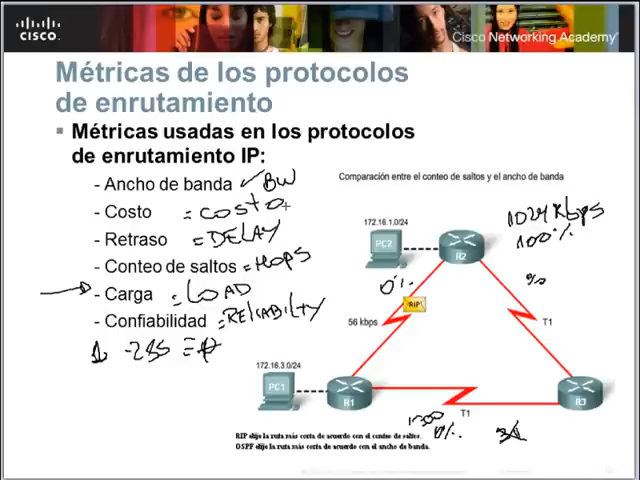 CISCO
Cisco Networking Academy
Métricas de los protocolos
de enrutamiento
▪ Métricas usadas en los protocolos
de enrutamiento IP:
- Ancho de banda BW
- Costo = COSTO
- Retraso = DELAY
- Conteo de saltos = HOPS
- Carga = LOAD
- Confiabilidad = RELIABILTY
Comparación entre el conteo de saltos y el ancho de banda
1024 Kbps
100%
172.16.1.0/24
PC2
R2
0%
%
RIP
56 kbps
T1
172.16.3.0/24
PC1
R1
R3
T1
RIP elije la ruta más corta de acuerdo con el conteo de saltos.
OSPF elije la ruta más corta de acuerdo con el ancho de banda.